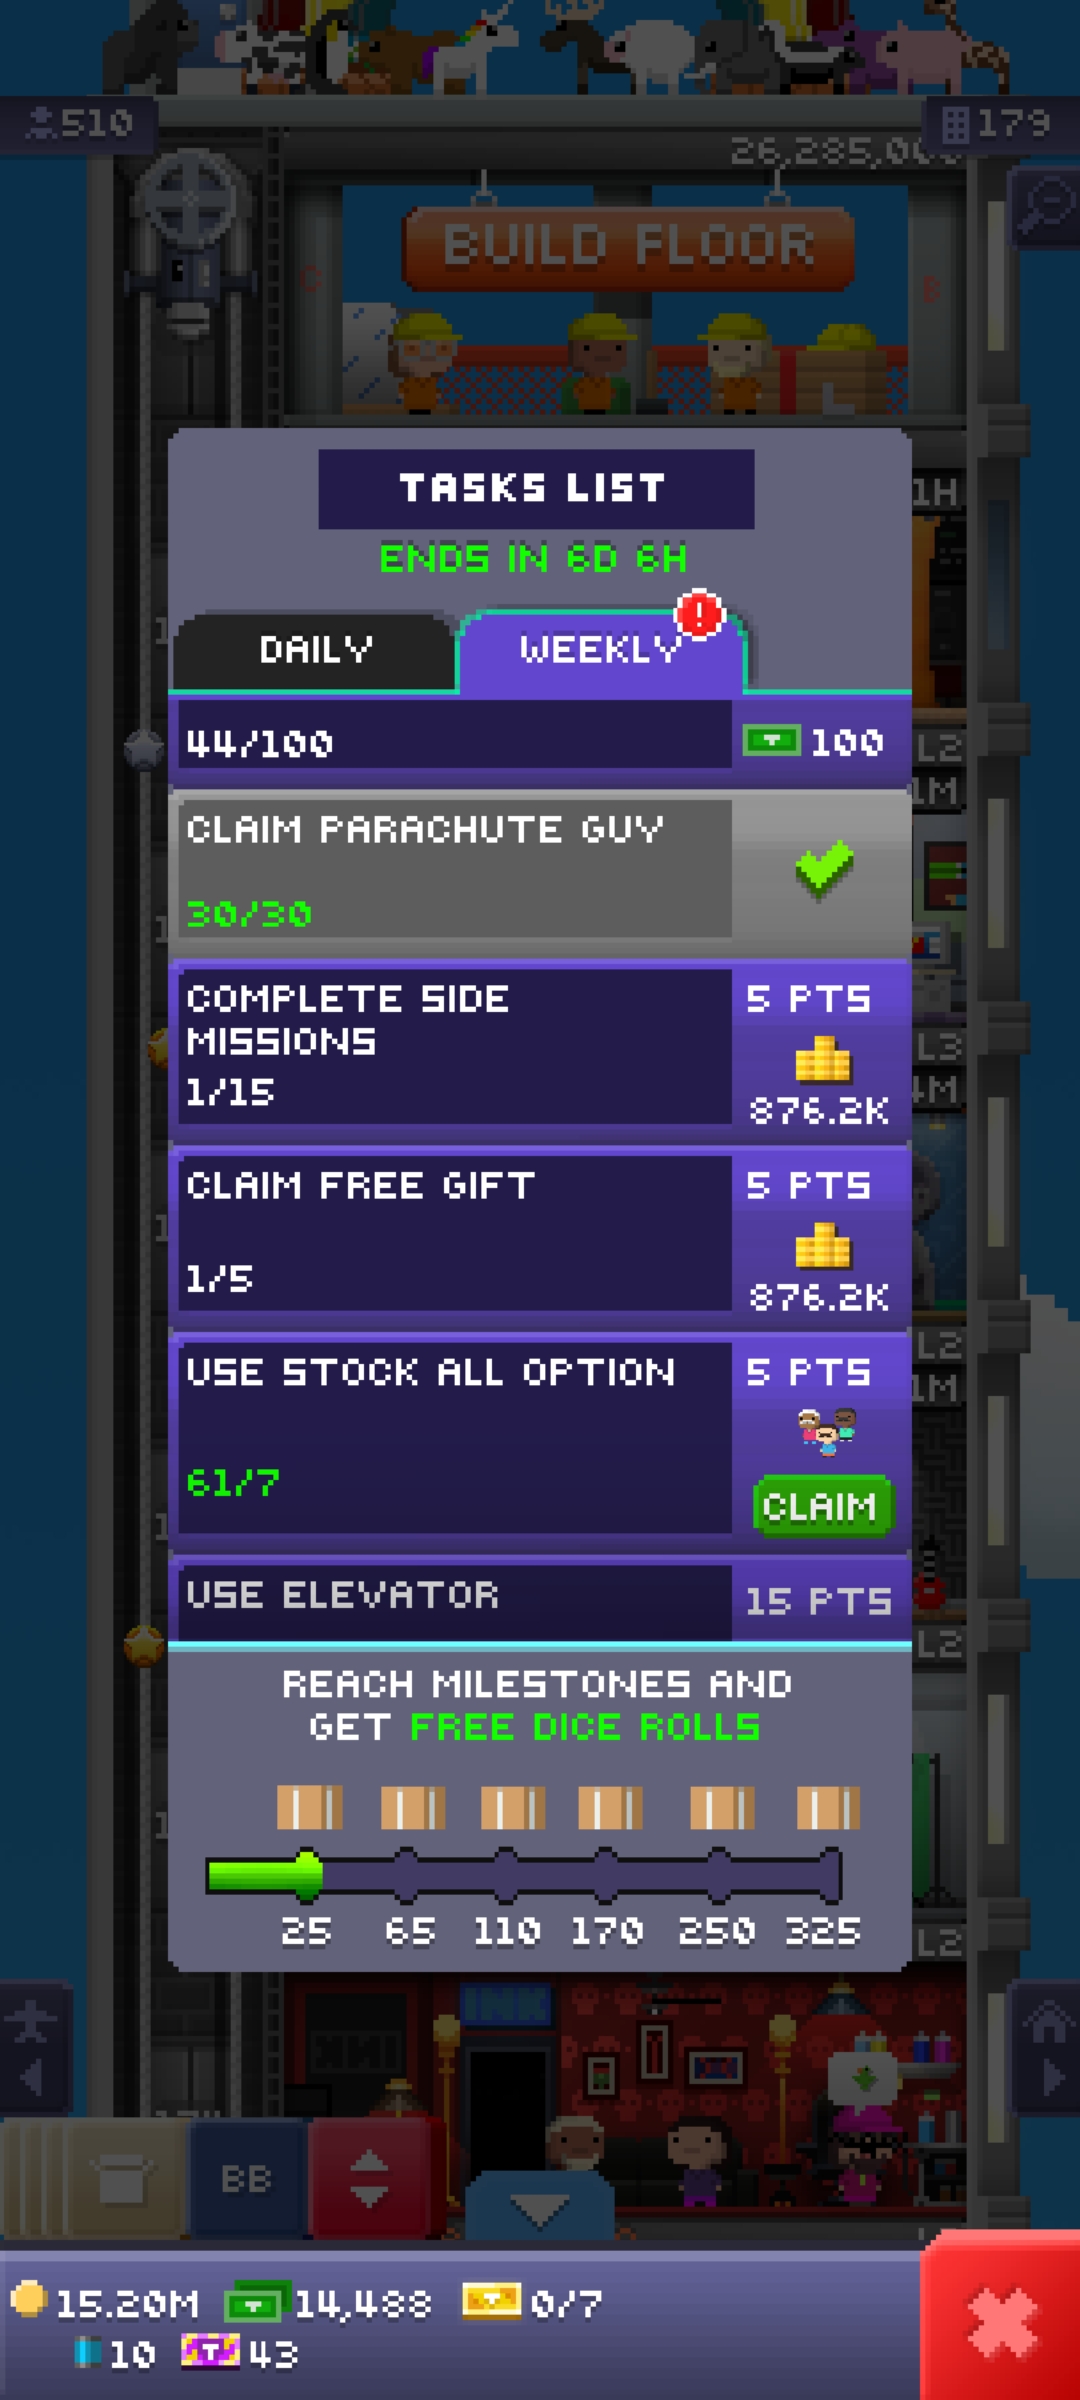 510
179
26,285,0
BUILD FLOOR
TASKS LIST
ENDS IN 6D 6H
DAILY
WEEKLY
!
44/100
100
CLAIM PARACHUTE GUY
30/30
COMPLETE SIDE
MISSIONS
1/15
5 PTS
876.2K
CLAIM FREE GIFT
1/5
5 PTS
876.2K
USE STOCK ALL OPTION
61/7
5 PTS
CLAIM
USE ELEVATOR
15 PTS
REACH MILESTONES AND
GET FREE DICE ROLLS
25 65 110 170 250 325
INK
BB
15.20M 14,488 0/7
10 43